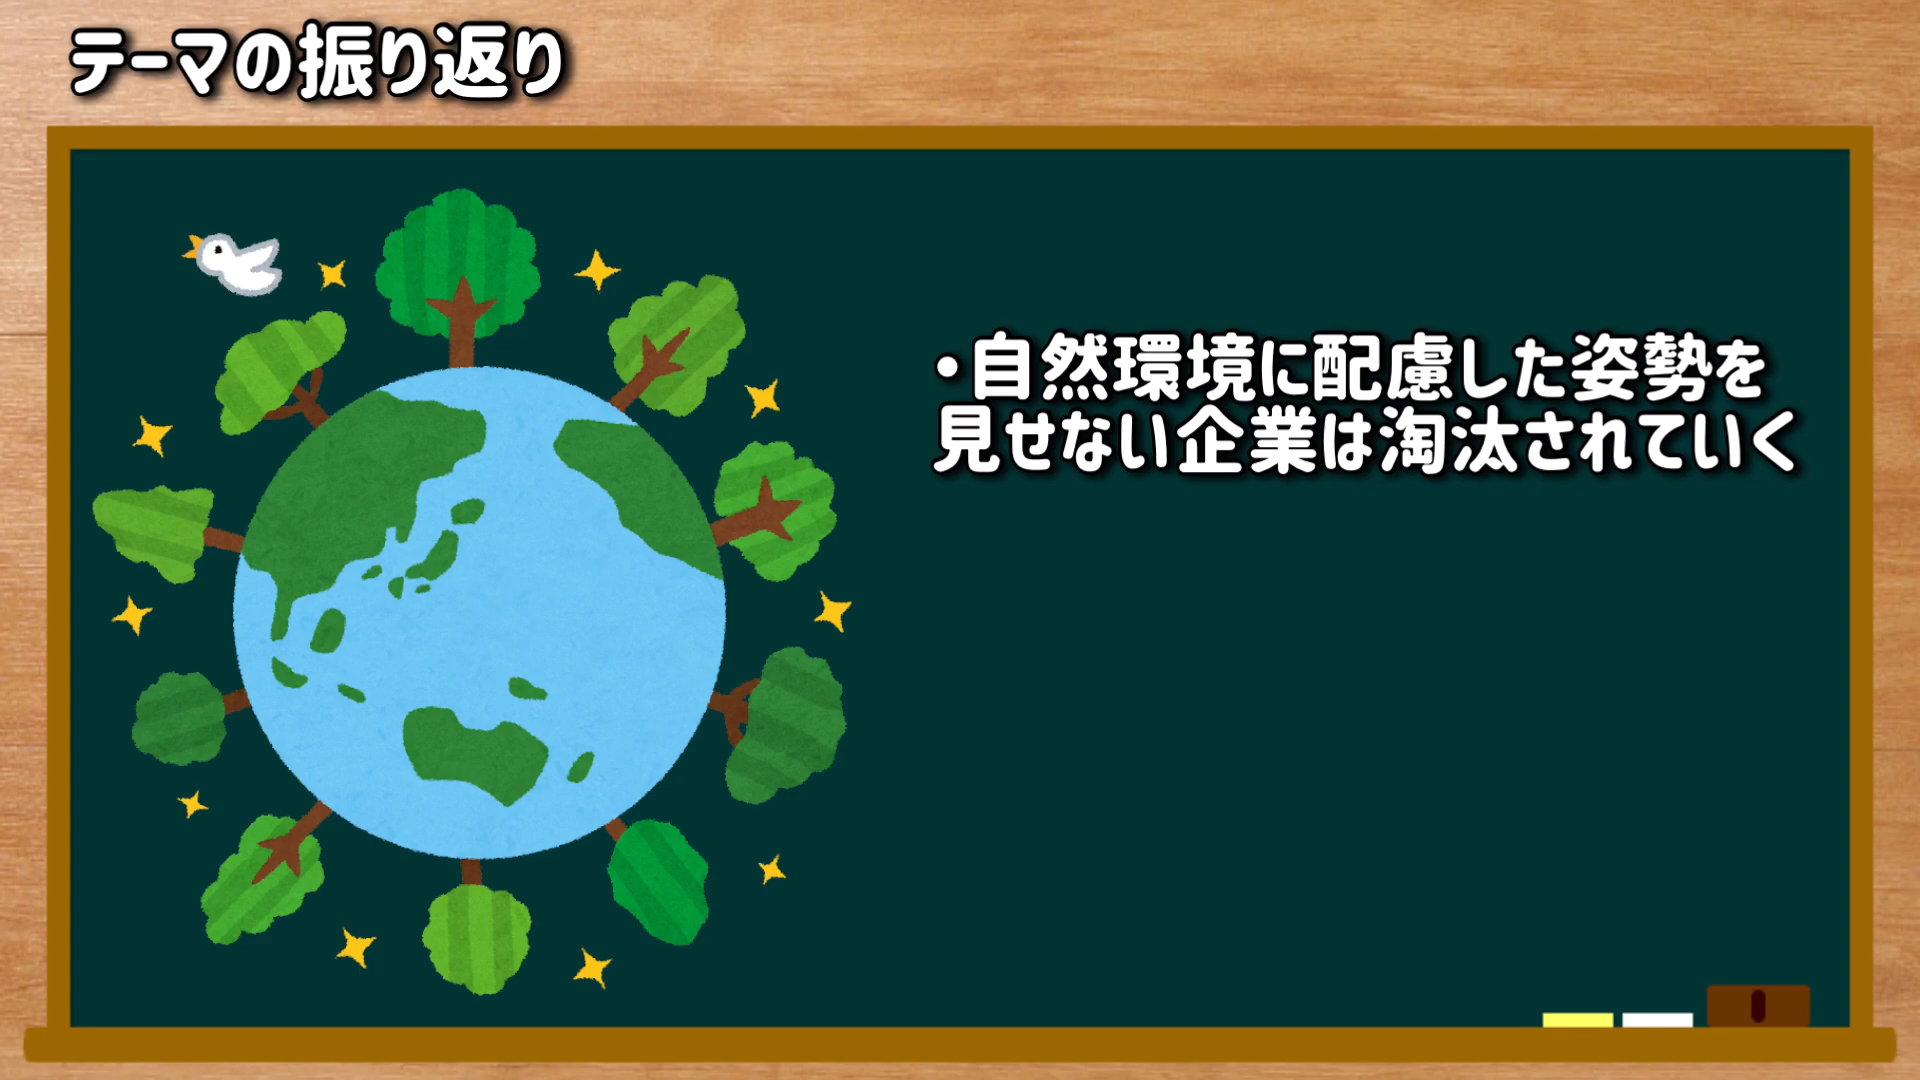 テーマの振り返り
・自然環境に配慮した姿勢を
見せない企業は淘汰されていく